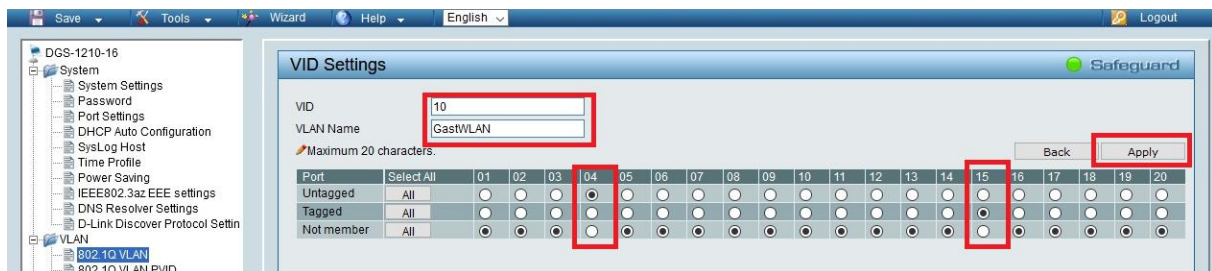 Save Tools Wizard Help English Logout
DGS-1210-16
System
System Settings
Password
Port Settings
DHCP Auto Configuration
SysLog Host
Time Profile
Power Saving
IEEE802.3az EEE settings
DNS Resolver Settings
D-Link Discover Protocol Settin
VLAN
802.1Q VLAN
802.1Q VLAN PVID
VID Settings Safeguard
VID 10
VLAN Name GastWLAN
Maximum 20 characters.
Back Apply
Port Select All 01 02 03 04 05 06 07 08 09 10 11 12 13 14 15 16 17 18 19 20
Untagged All
Tagged All
Not member All